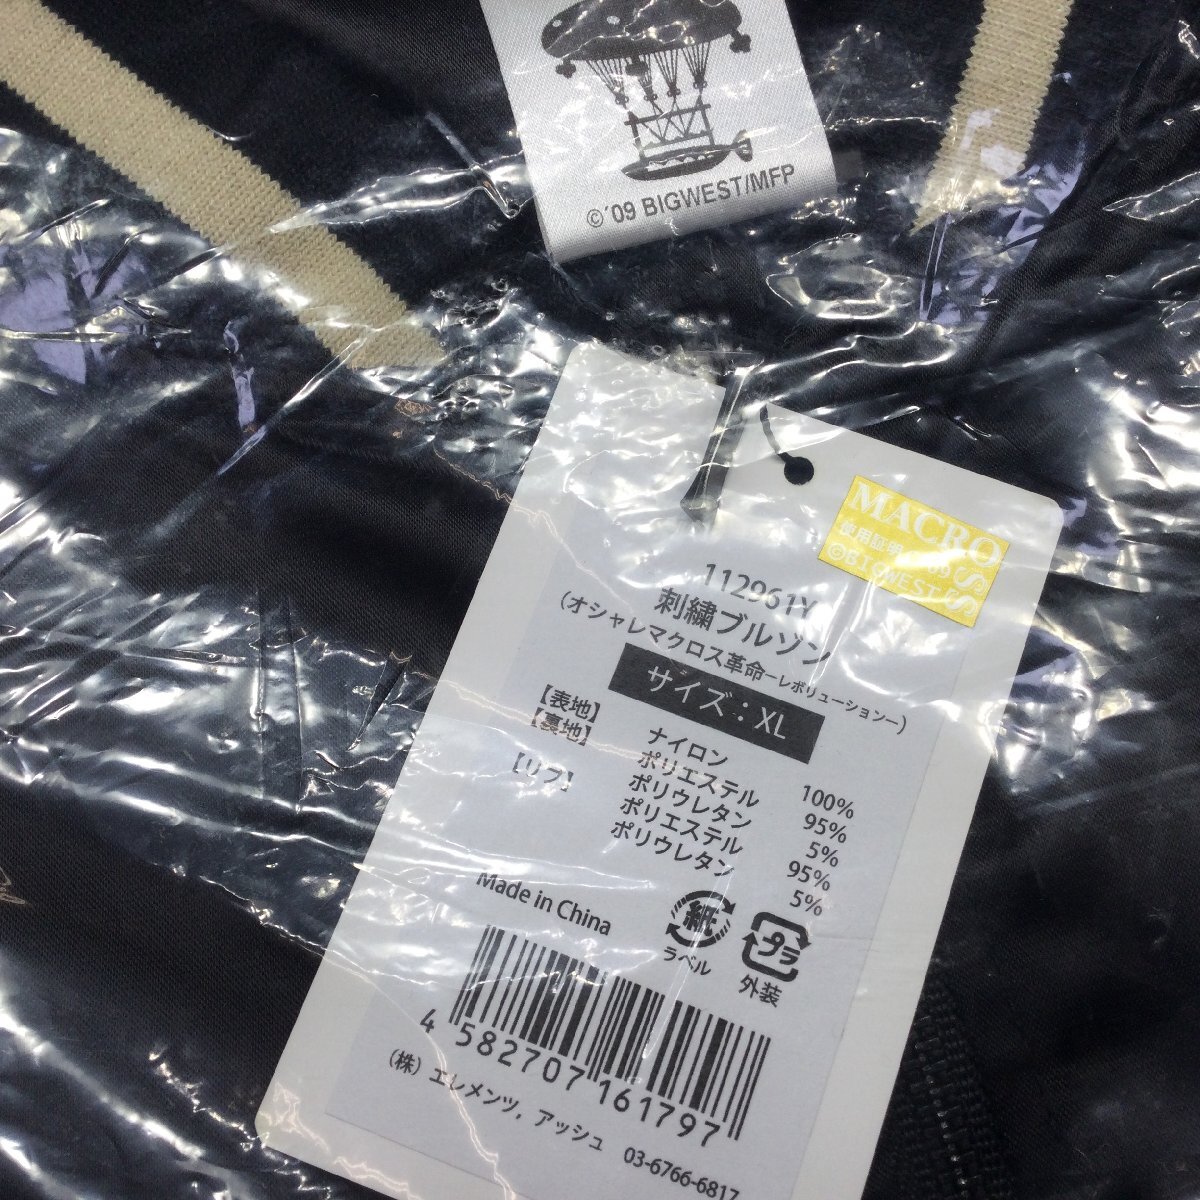 ©'09 BIGWEST/MFP
MACROSS
使用証明
©BIGWEST
112961Y
刺繍ブルゾン
(オシャレマクロス革命ーレボリューションー)
サイズ:XL
【表地】 ナイロン 100%
【裏地】 ポリエステル 95%
ポリウレタン 5%
【リブ】 ポリエステル 95%
ポリウレタン 5%
Made in China
紙
ラベル
プラ
外装
4 582707 161797
(株) エレメンツ, アッシュ 03-6766-6817